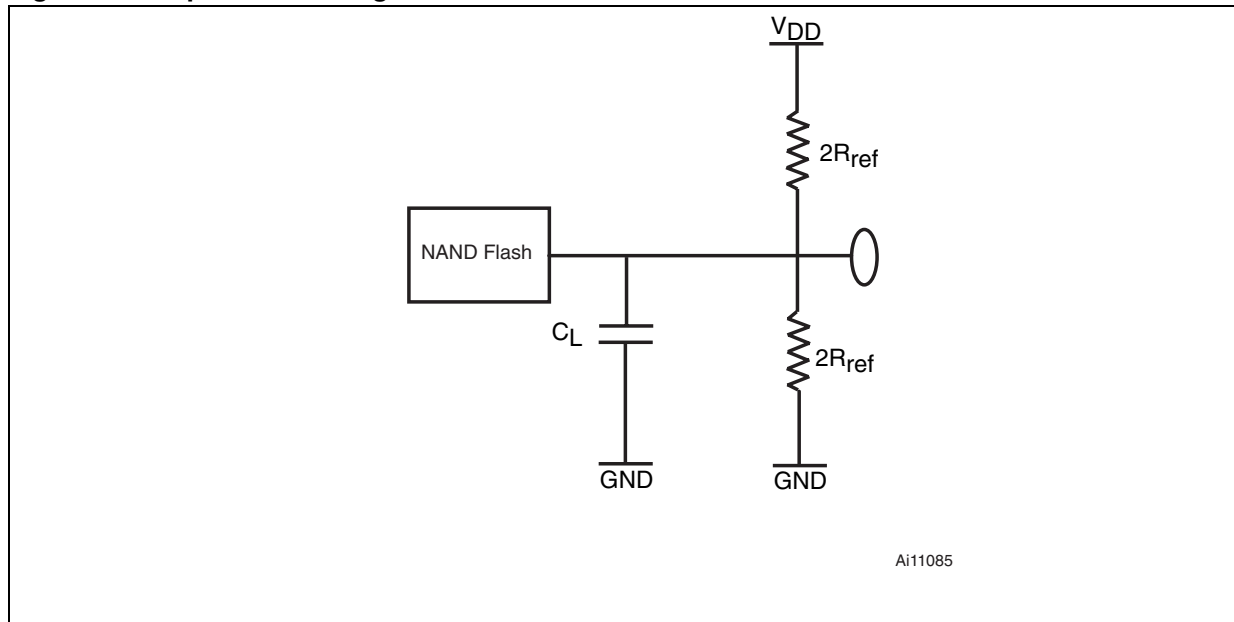 VDD
2Rref
NAND Flash
CL
2Rref
GND
GND
Ai11085